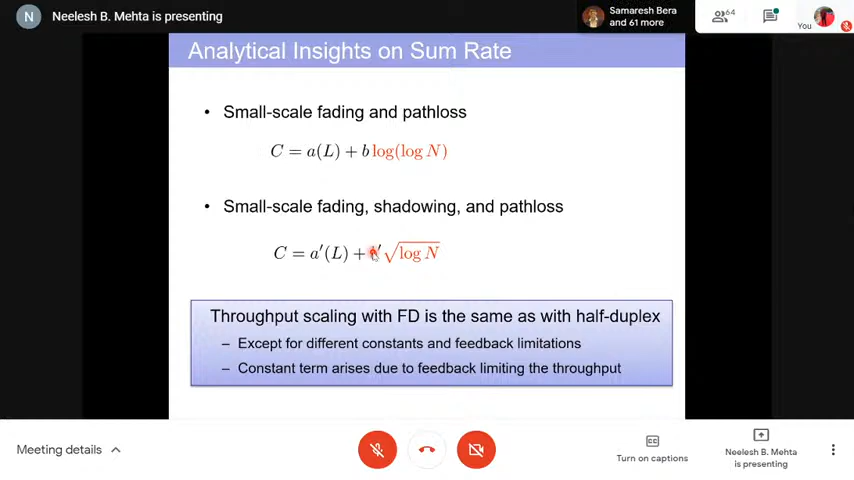 N
Neelesh B. Mehta is presenting
Samaresh Bera
and 61 more
64
You
Analytical Insights on Sum Rate
• Small-scale fading and pathloss
C = a(L) + b log(log N)
• Small-scale fading, shadowing, and pathloss
C = a′(L) + ′√log N
Throughput scaling with FD is the same as with half-duplex
– Except for different constants and feedback limitations
– Constant term arises due to feedback limiting the throughput
Meeting details
Turn on captions
Neelesh B. Mehta
is presenting